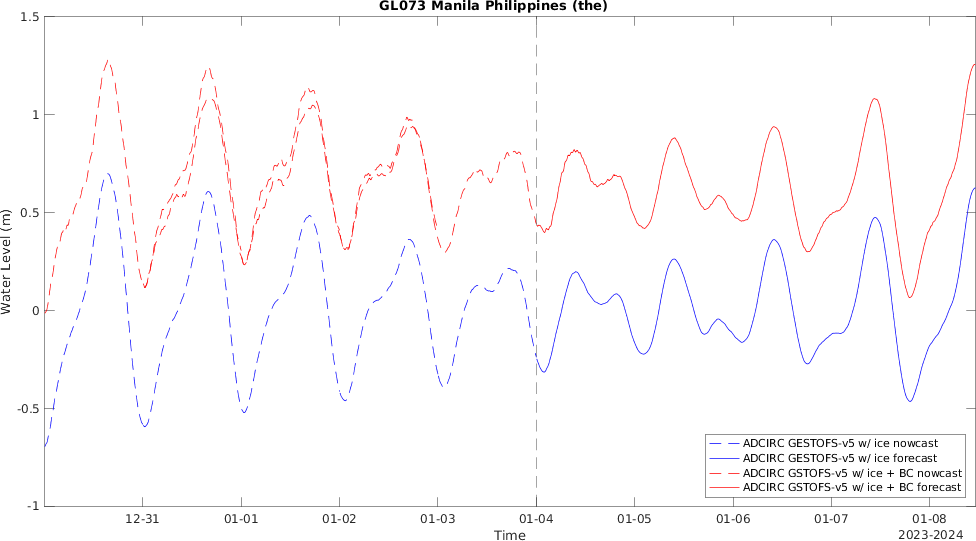 GL073 Manila Philippines (the)
1.5
1
0.5
0
-0.5
-1
Water Level (m)
12-31
01-01
01-02
01-03
01-04
01-05
01-06
01-07
01-08
Time
2023-2024
ADCIRC GESTOFS-v5 w/ ice nowcast
ADCIRC GESTOFS-v5 w/ ice forecast
ADCIRC GSTOFS-v5 w/ ice + BC nowcast
ADCIRC GSTOFS-v5 w/ ice + BC forecast